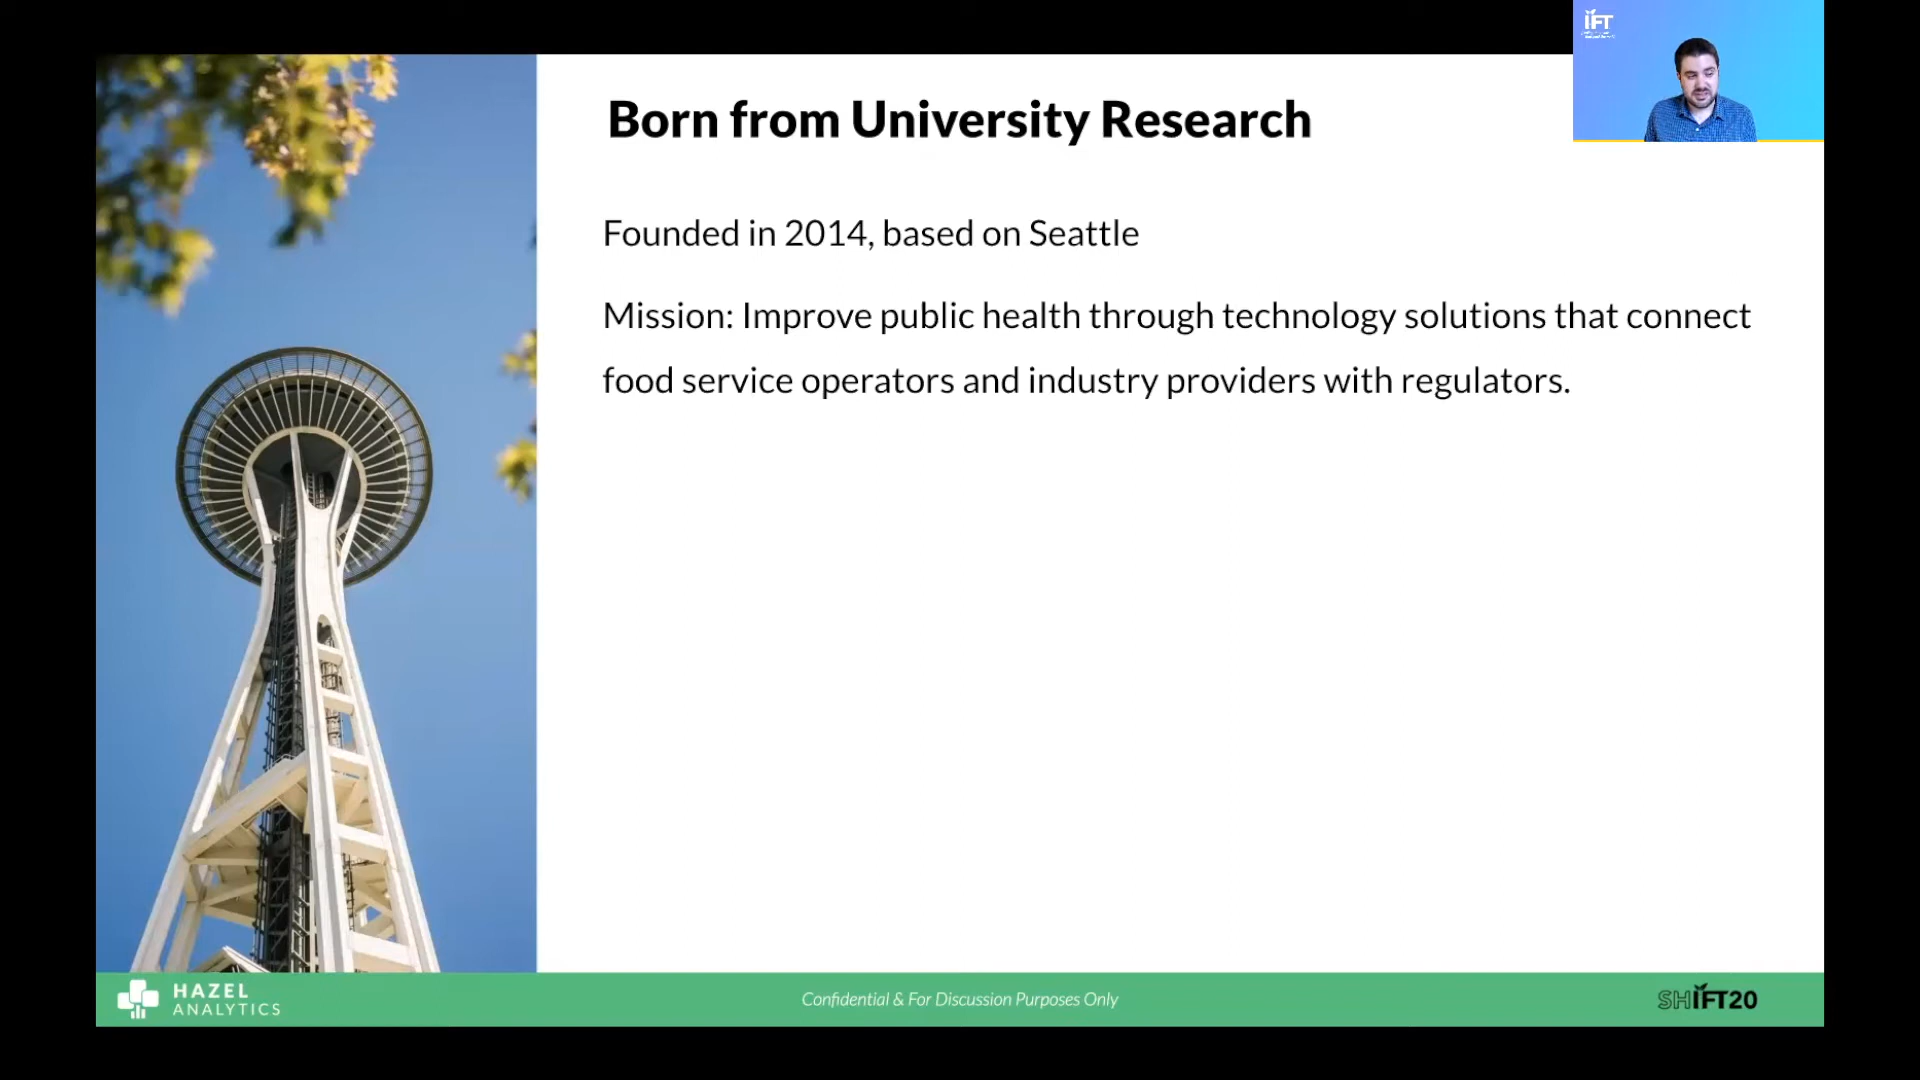 IFT
Born from University Research
Founded in 2014, based on Seattle
Mission: Improve public health through technology solutions that connect
food service operators and industry providers with regulators.
HAZEL
ANALYTICS
Confidential & For Discussion Purposes Only
SHIFT20